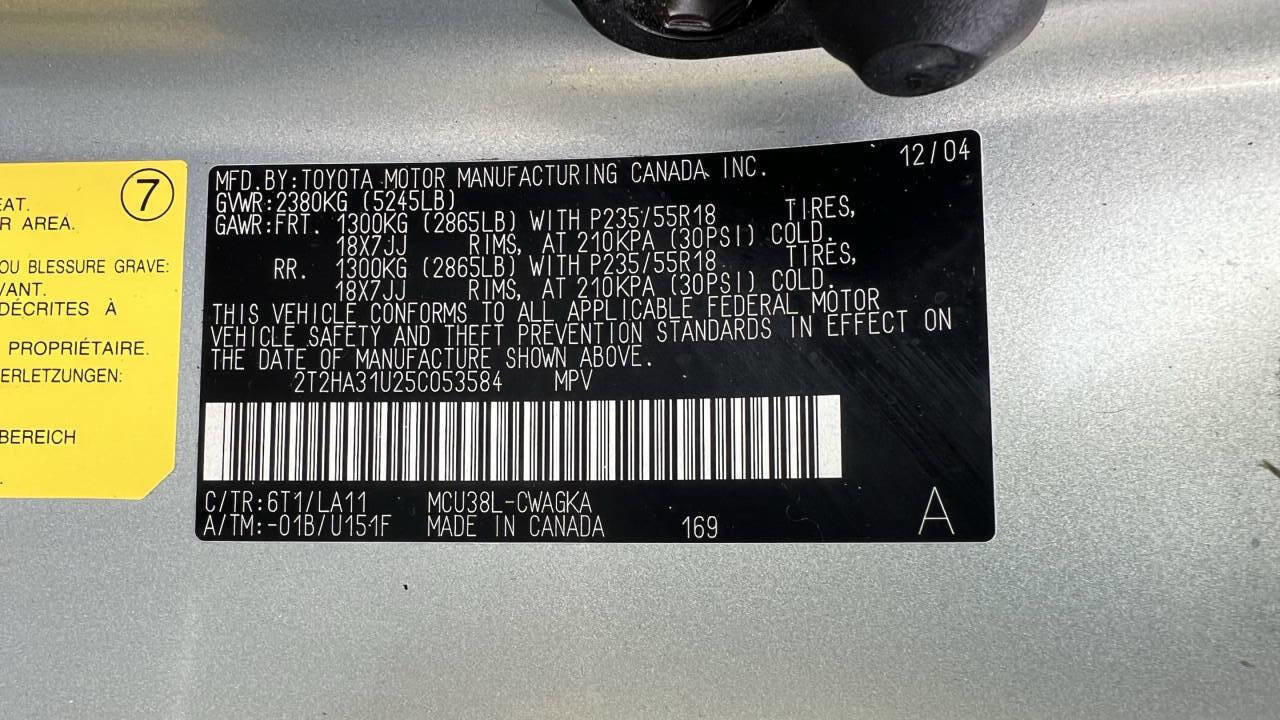 7
EAT.
R AREA.
OU BLESSURE GRAVE:
VANT.
DÉCRITES À
PROPRIÉTAIRE.
ERLETZUNGEN:
BEREICH
MFD.BY:TOYOTA MOTOR MANUFACTURING CANADA INC. 12/04
GVWR:2380KG (5245LB)
GAWR:FRT. 1300KG (2865LB) WITH P235/55R18 TIRES,
18X7JJ RIMS, AT 210KPA (30PSI) COLD.
RR. 1300KG (2865LB) WITH P235/55R18 TIRES,
18X7JJ RIMS, AT 210KPA (30PSI) COLD.
THIS VEHICLE CONFORMS TO ALL APPLICABLE FEDERAL MOTOR
VEHICLE SAFETY AND THEFT PREVENTION STANDARDS IN EFFECT ON
THE DATE OF MANUFACTURE SHOWN ABOVE.
2T2HA31U25C053584 MPV
C/TR:6T1/LA11 MCU38L-CWAGKA
A/TM:-01B/U151F MADE IN CANADA 169 A